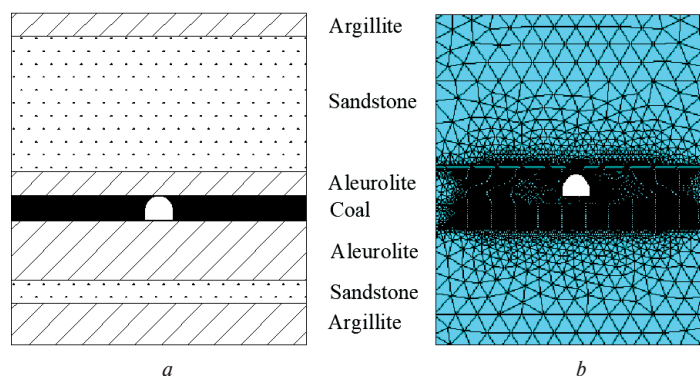 Argillite
Sandstone
Aleurolite
Coal
Aleurolite
Sandstone
Argillite
a
b